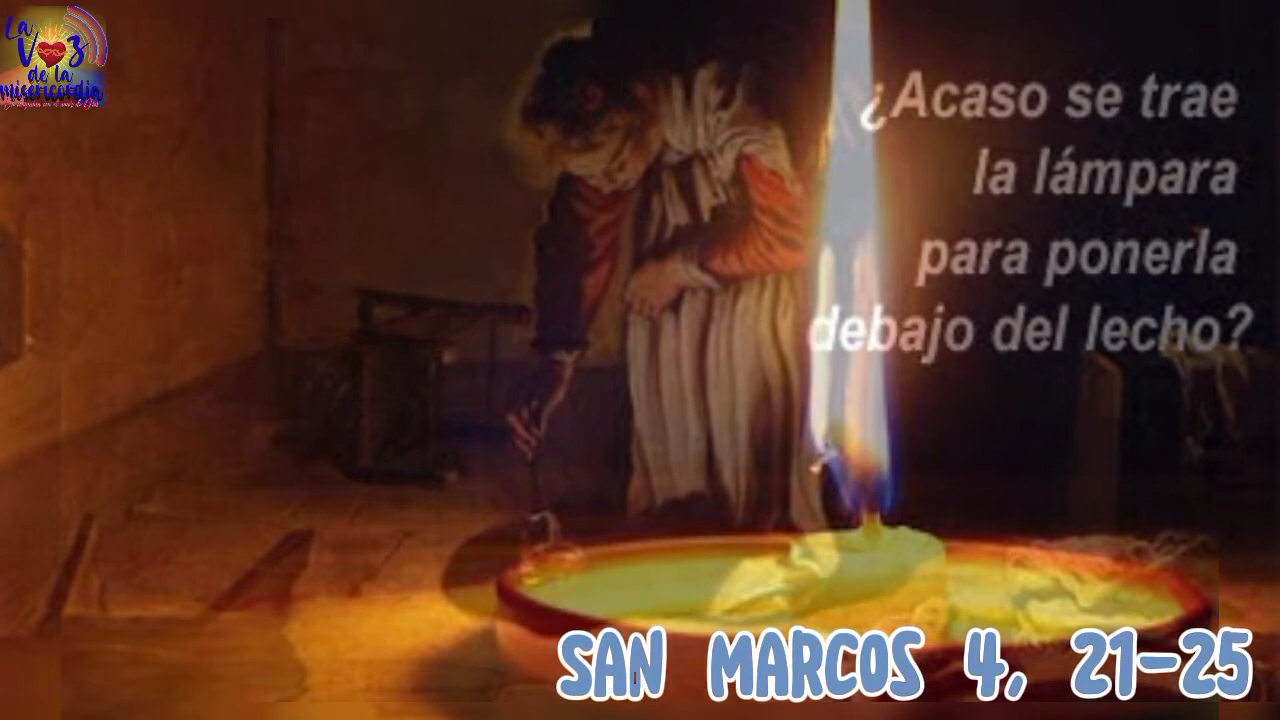 La
Voz
de la
misericordia
¿Acaso se trae
la lámpara
para ponerla
debajo del lecho?
SAN MARCOS 4, 21-25